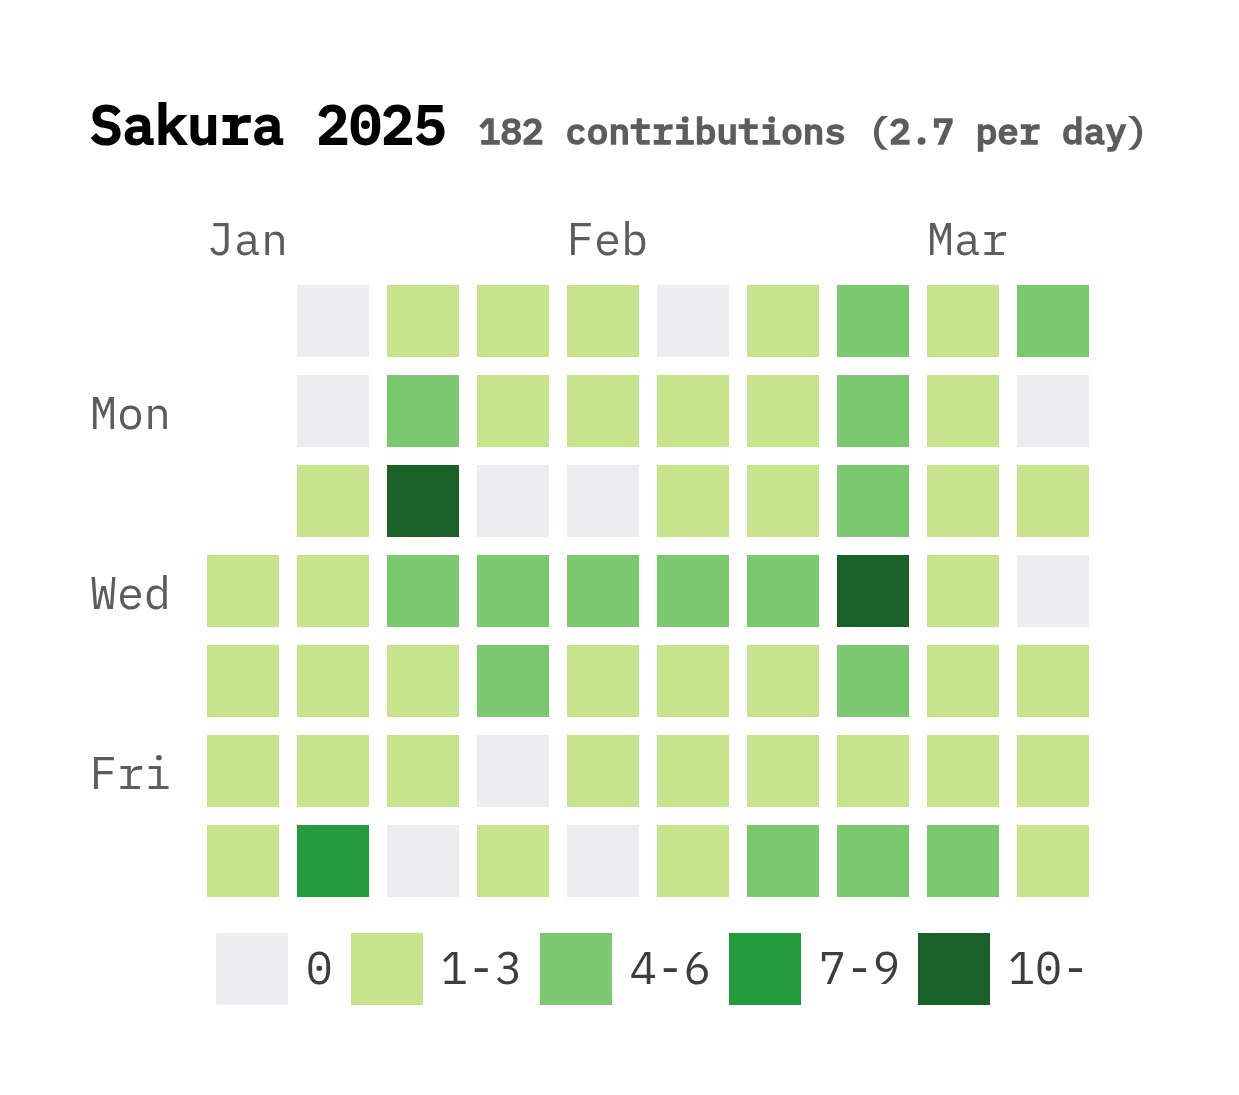 Sakura 2025 182 contributions (2.7 per day)
Jan Feb Mar
Mon
Wed
Fri
0 1-3 4-6 7-9 10-